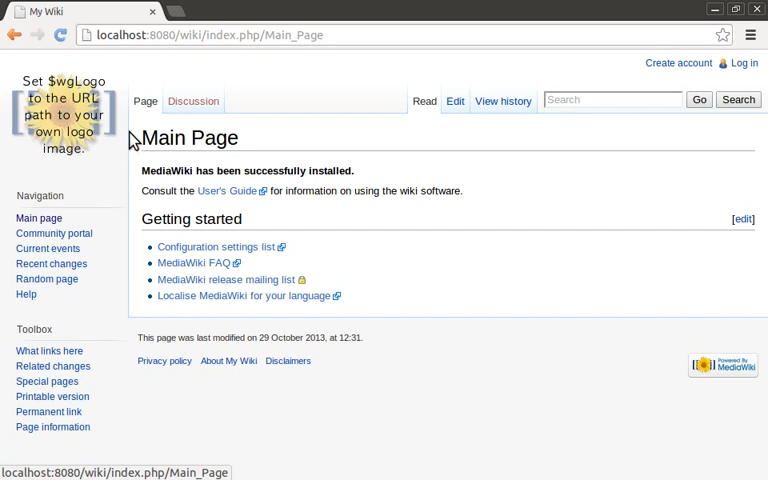 My Wiki
localhost:8080/wiki/index.php/Main_Page
Create account Log in
Set $wgLogo
to the URL
path to your
own logo
image.
Page Discussion Read Edit View history Search Go Search
Main Page
MediaWiki has been successfully installed.
Consult the User's Guide for information on using the wiki software.
Getting started [edit]
Configuration settings list
MediaWiki FAQ
MediaWiki release mailing list
Localise MediaWiki for your language
This page was last modified on 29 October 2013, at 12:31.
Privacy policy About My Wiki Disclaimers
Powered By
MediaWiki
Navigation
Main page
Community portal
Current events
Recent changes
Random page
Help
Toolbox
What links here
Related changes
Special pages
Printable version
Permanent link
Page information
localhost:8080/wiki/index.php/Main_Page